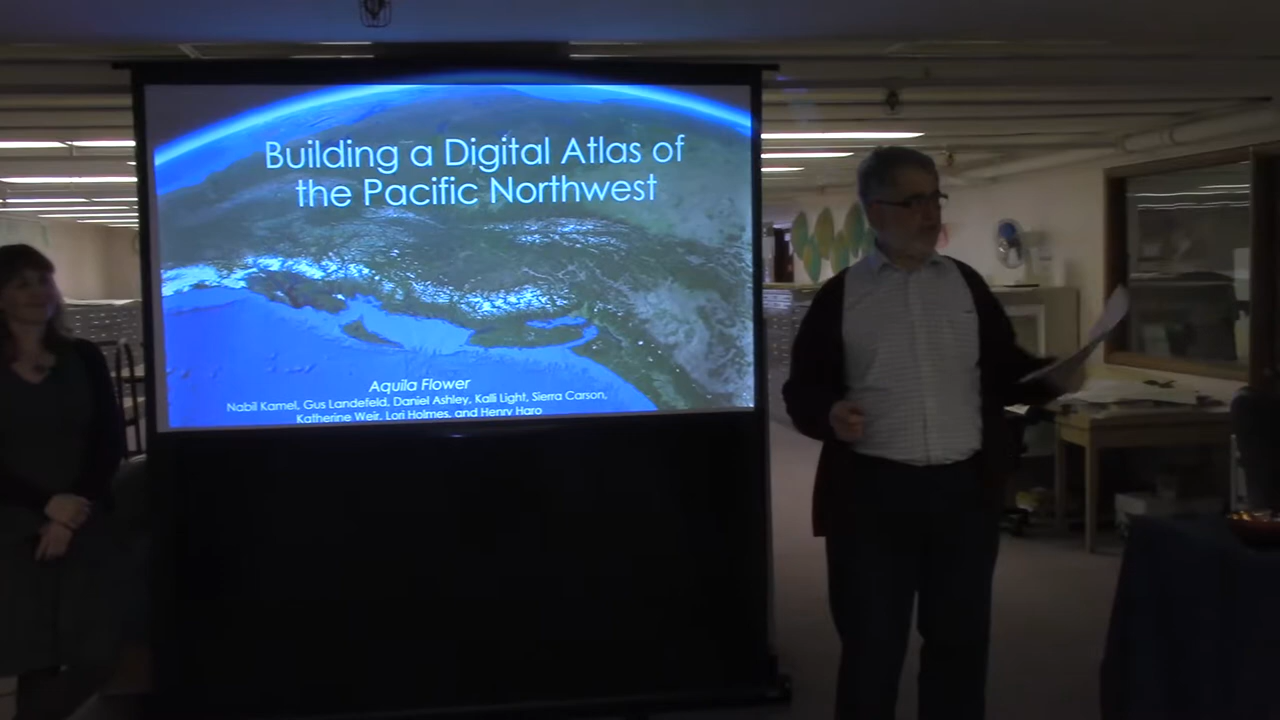 Building a Digital Atlas of
the Pacific Northwest
Aquila Flower
Nabil Kamel, Gus Landefeld, Daniel Ashley, Kalli Light, Sierra Carson,
Katherine Weir, Lori Holmes, and Henry Haro